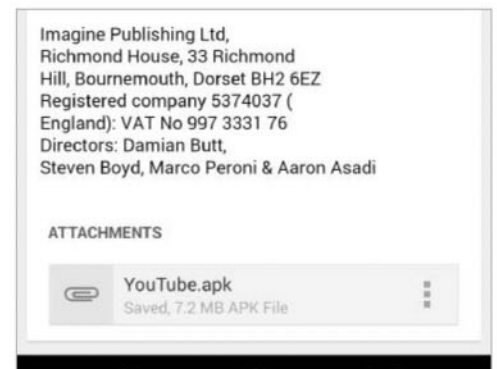 Imagine Publishing Ltd,
Richmond House, 33 Richmond
Hill, Bournemouth, Dorset BH2 6EZ
Registered company 5374037 (
England): VAT No 997 3331 76
Directors: Damian Butt,
Steven Boyd, Marco Peroni & Aaron Asadi
ATTACHMENTS
YouTube.apk
Saved, 7.2 MB APK File